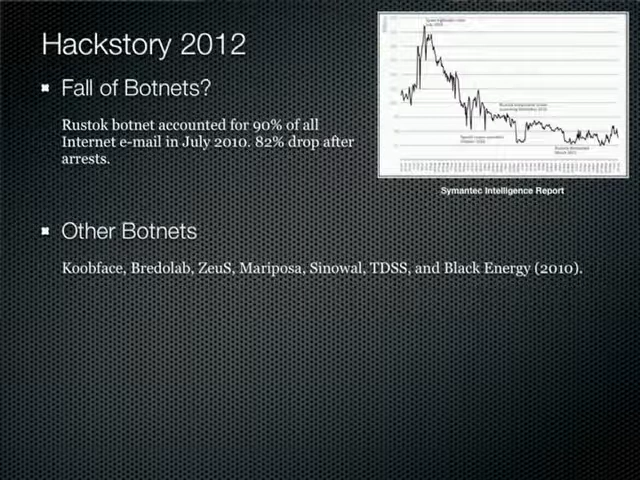 Hackstory 2012
Fall of Botnets?
Rustok botnet accounted for 90% of all
Internet e-mail in July 2010. 82% drop after
arrests.
Symantec Intelligence Report
Other Botnets
Koobface, Bredolab, ZeuS, Mariposa, Sinowal, TDSS, and Black Energy (2010).